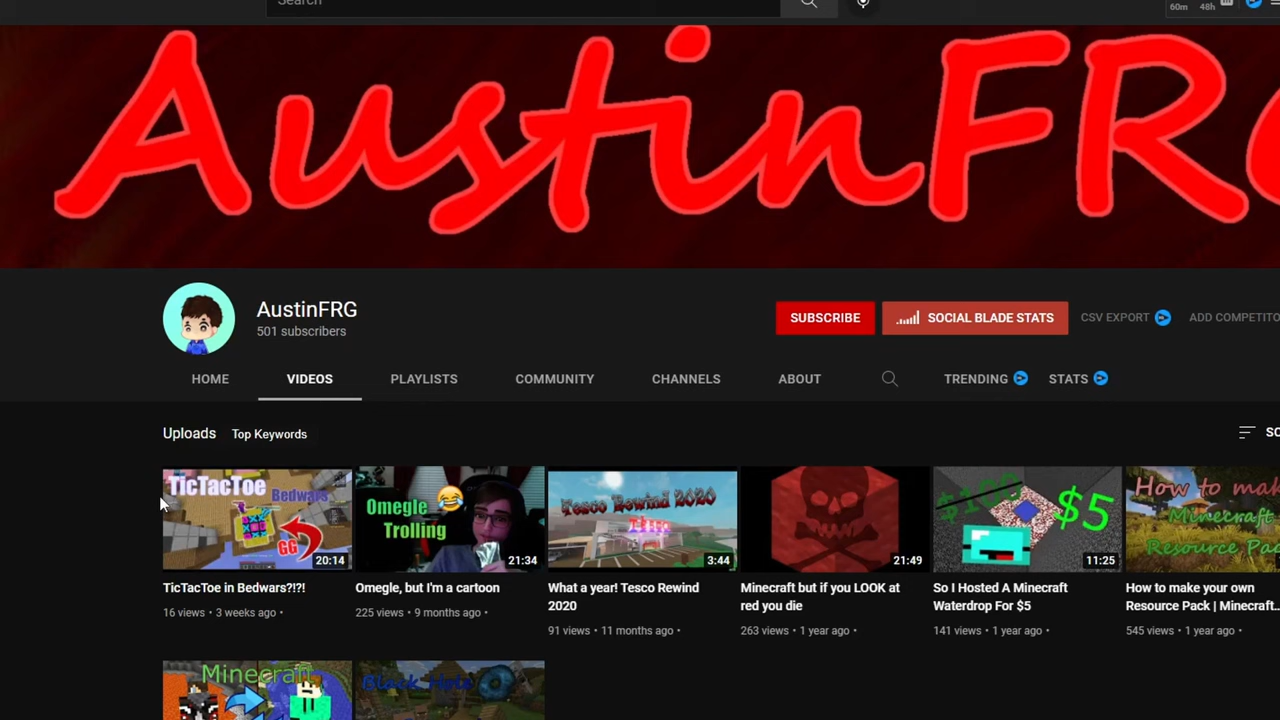 Search
60m 48h
AustinFR
AustinFRG
501 subscribers
SUBSCRIBE
SOCIAL BLADE STATS
CSV EXPORT
ADD COMPETITO
HOME
VIDEOS
PLAYLISTS
COMMUNITY
CHANNELS
ABOUT
TRENDING
STATS
Uploads
Top Keywords
SO
TicTacToe
Bedwars
GG
20:14
TicTacToe in Bedwars?!?!
16 views • 3 weeks ago •
Omegle
Trolling
21:34
Omegle, but I'm a cartoon
225 views • 9 months ago •
Tesco Rewind 2020
3:44
What a year! Tesco Rewind
2020
91 views • 11 months ago •
21:49
Minecraft but if you LOOK at
red you die
263 views • 1 year ago •
$100
$5
11:25
So I Hosted A Minecraft
Waterdrop For $5
141 views • 1 year ago •
How to mak
Minecraft
Resource Pac
How to make your own
Resource Pack | Minecraft...
545 views • 1 year ago •
Minecraft
Black Hole